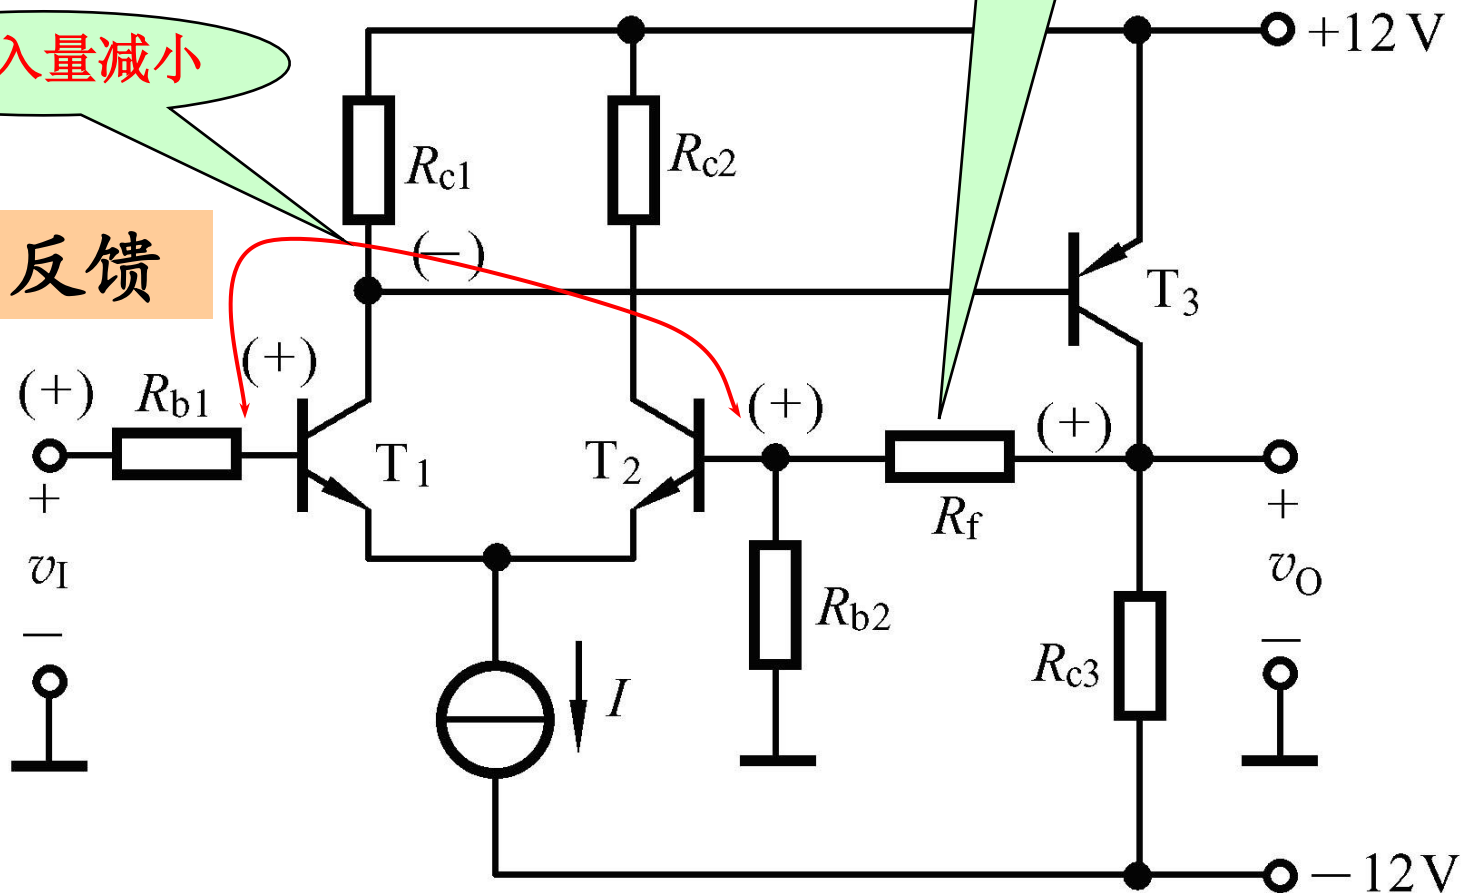 +12 V
入量减小
Rc1
Rc2
(−)
反馈
T3
(+)
(+)
Rb1
(+)
(+)
T1
T2
+
Rf
+
vI
vO
Rb2
−
−
Rc3
I
−12 V